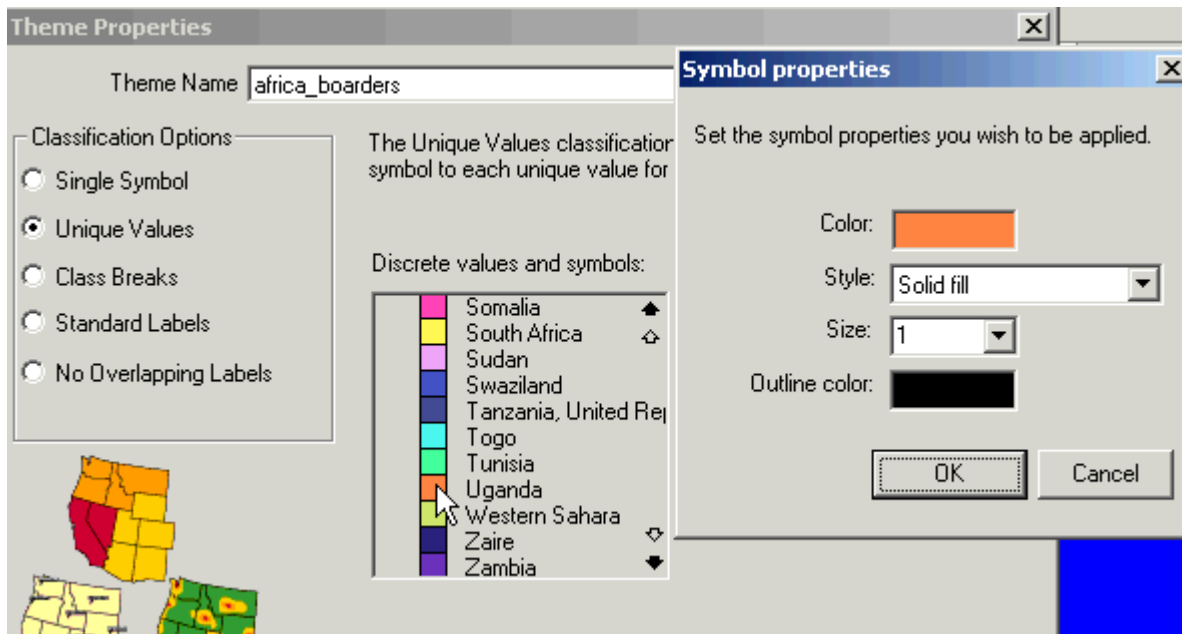 Theme Properties
Theme Name africa_boarders
Classification Options
Single Symbol
Unique Values
Class Breaks
Standard Labels
No Overlapping Labels
The Unique Values classification
symbol to each unique value for
Discrete values and symbols:
Somalia
South Africa
Sudan
Swaziland
Tanzania, United Rep
Togo
Tunisia
Uganda
Western Sahara
Zaire
Zambia
Symbol properties
Set the symbol properties you wish to be applied.
Color:
Style: Solid fill
Size: 1
Outline color:
OK Cancel